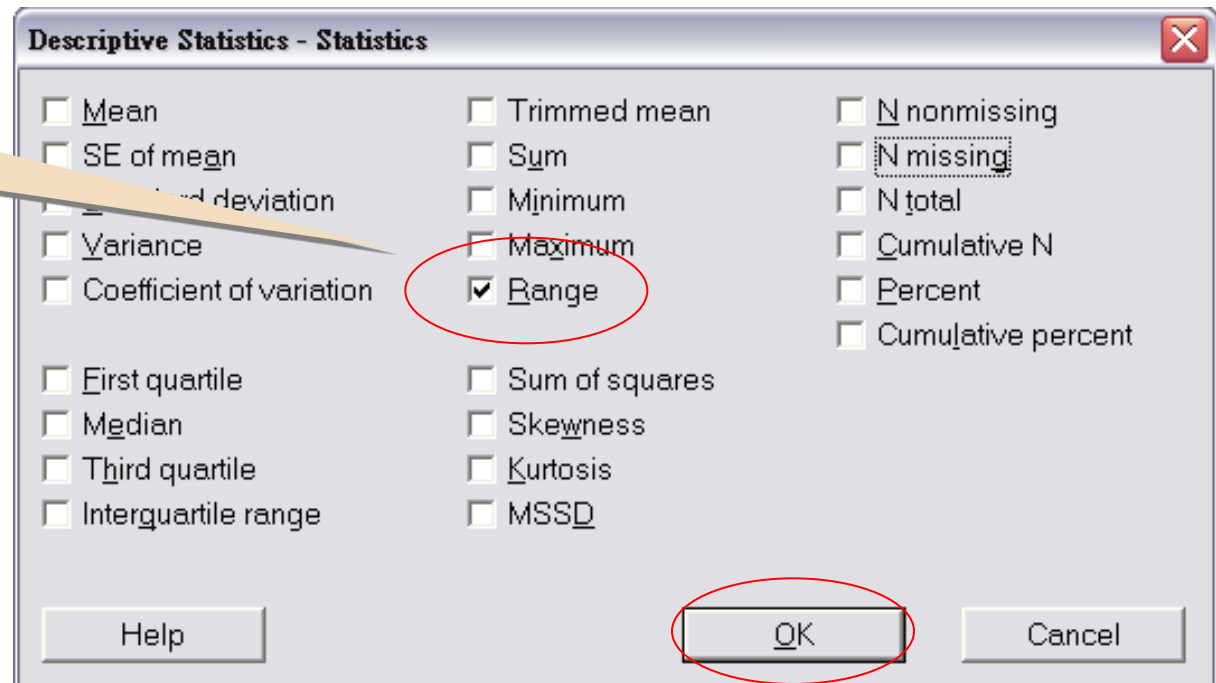 Descriptive Statistics - Statistics
Mean
SE of mean
deviation
Variance
Coefficient of variation
First quartile
Median
Third quartile
Interquartile range
Trimmed mean
Sum
Minimum
Maximum
Range
Sum of squares
Skewness
Kurtosis
MSSD
N nonmissing
N missing
N total
Cumulative N
Percent
Cumulative percent
Help
OK
Cancel